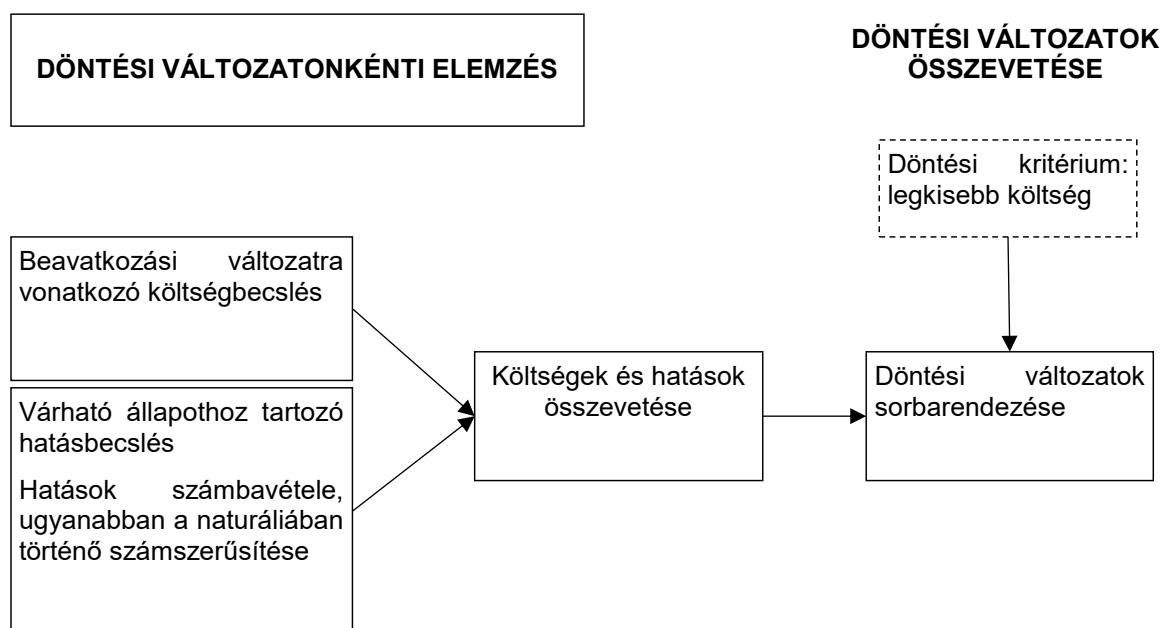 DÖNTÉSI VÁLTOZATONKÉNTI ELEMZÉS
DÖNTÉSI VÁLTOZATOK
ÖSSZEVETÉSE
Döntési kritérium:
legkisebb költség
Beavatkozási változatra
vonatkozó költségbecslés
Várható állapothoz tartozó
hatásbecslés
Hatások számbavétele,
ugyanabban a naturáliában
történő számszerűsítése
Költségek és hatások
összevetése
Döntési változatok
sorbarendezése